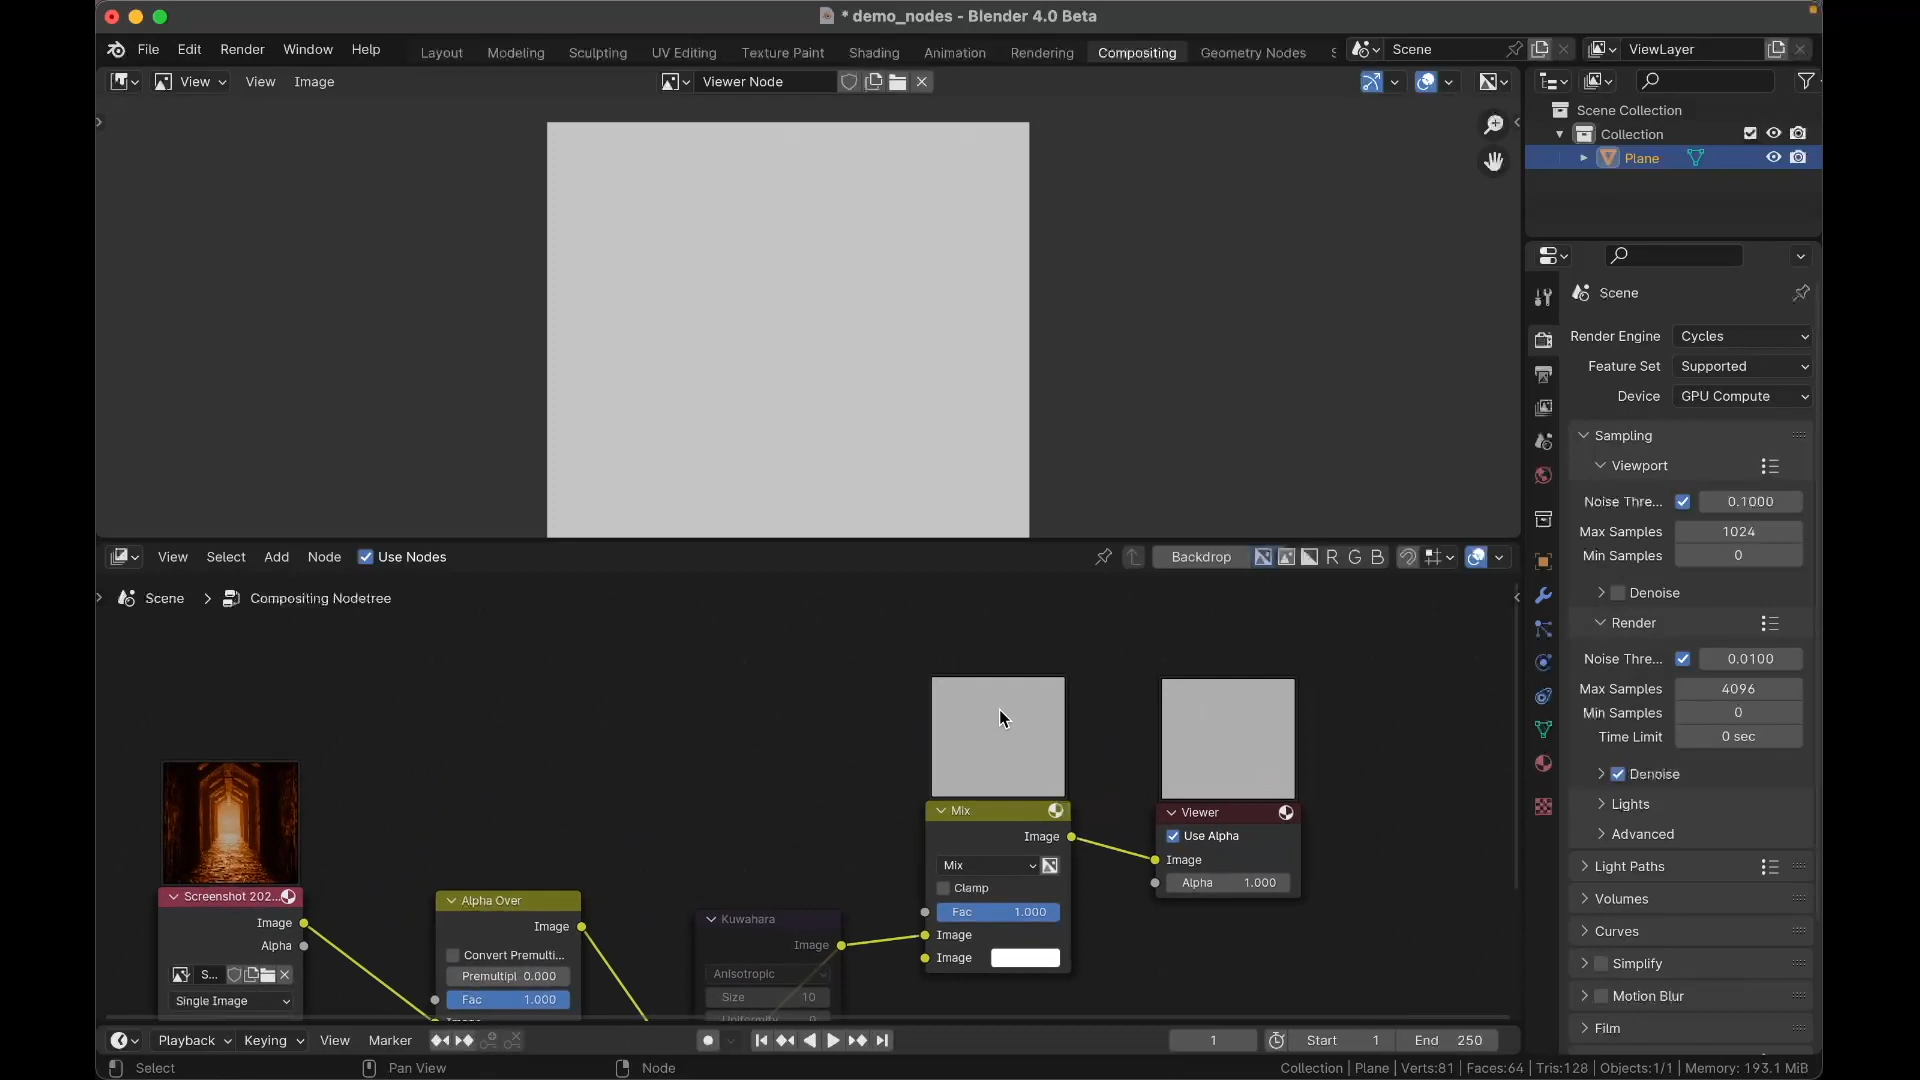 * demo_nodes - Blender 4.0 Beta
File Edit Render Window Help
Layout Modeling Sculpting UV Editing Texture Paint Shading Animation Rendering Compositing Geometry Nodes S
Scene
ViewLayer
View View Image
Viewer Node
Scene Collection
Collection
Plane
Scene
Render Engine Cycles
Feature Set Supported
Device GPU Compute
Sampling
Viewport
Noise Thre... 0.1000
Max Samples 1024
Min Samples 0
Denoise
Render
Noise Thre... 0.0100
Max Samples 4096
Min Samples 0
Time Limit 0 sec
Denoise
Lights
Advanced
Light Paths
Volumes
Curves
Simplify
Motion Blur
Film
View Select Add Node Use Nodes
Backdrop R G B
Scene > Compositing Nodetree
Screenshot 202...
Image
Alpha
S...
Single Image
Alpha Over
Image
Convert Premulti...
Premultipl 0.000
Fac 1.000
Kuwahara
Image
Anisotropic
Size 10
Mix
Image
Mix
Clamp
Fac 1.000
Image
Image
Viewer
Use Alpha
Image
Alpha 1.000
Playback Keying View Marker
1
Start 1
End 250
Select
Pan View
Node
Collection | Plane | Verts:81 | Faces:64 | Tris:128 | Objects:1/1 | Memory: 193.1 MiB